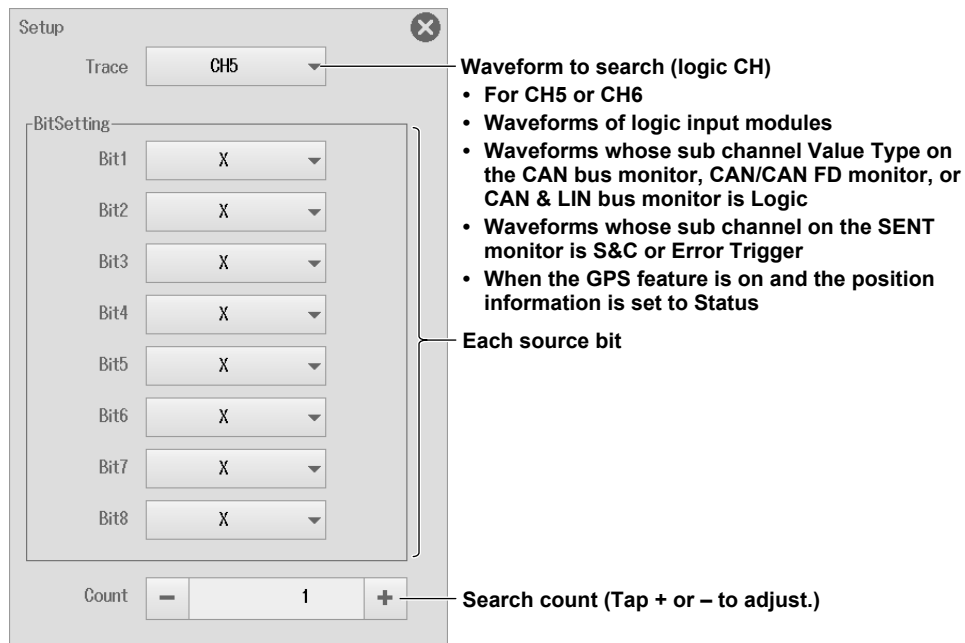 Setup
Trace CH5
Waveform to search (logic CH)
• For CH5 or CH6
• Waveforms of logic input modules
• Waveforms whose sub channel Value Type on
the CAN bus monitor, CAN/CAN FD monitor, or
CAN & LIN bus monitor is Logic
• Waveforms whose sub channel on the SENT
monitor is S&C or Error Trigger
• When the GPS feature is on and the position
information is set to Status
BitSetting
Bit1 X
Bit2 X
Bit3 X
Bit4 X
Bit5 X
Bit6 X
Bit7 X
Bit8 X
Each source bit
Count − 1 +
Search count (Tap + or – to adjust.)